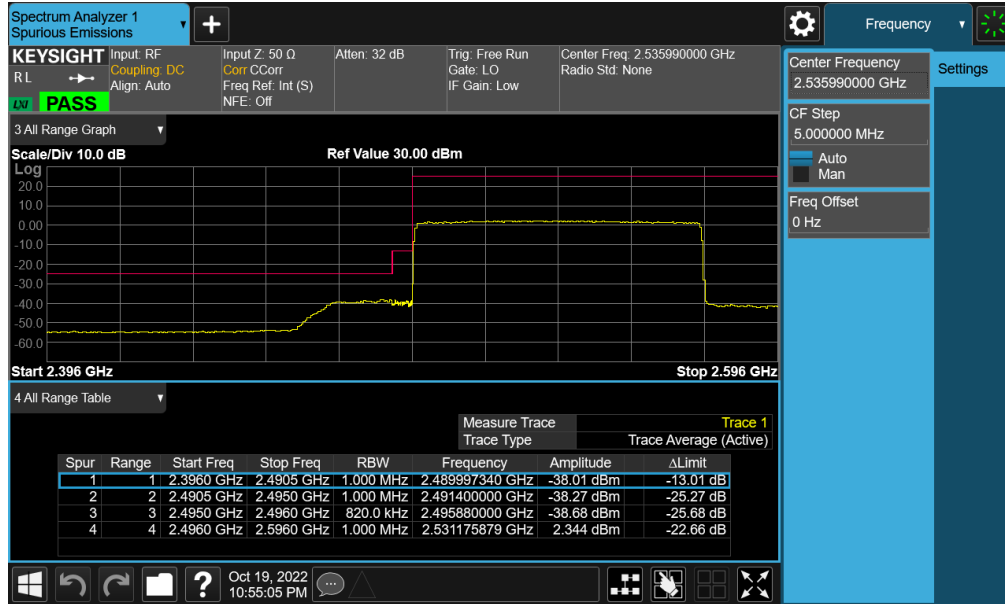 Spectrum Analyzer 1
Spurious Emissions
Frequency
KEYSIGHT
RL
LXI PASS
Input: RF
Coupling: DC
Align: Auto
Input Z: 50 Ω
Corr CCorr
Freq Ref: Int (S)
NFE: Off
Atten: 32 dB
Trig: Free Run
Gate: LO
IF Gain: Low
Center Freq: 2.535990000 GHz
Radio Std: None
Center Frequency
2.535990000 GHz
Settings
CF Step
5.000000 MHz
Auto
Man
Freq Offset
0 Hz
3 All Range Graph
Scale/Div 10.0 dB
Ref Value 30.00 dBm
Log
20.0
10.0
0.00
-10.0
-20.0
-30.0
-40.0
-50.0
-60.0
Start 2.396 GHz
Stop 2.596 GHz
4 All Range Table
Measure Trace Trace 1
Trace Type Trace Average (Active)
Spur Range Start Freq Stop Freq RBW Frequency Amplitude ΔLimit
1 1 2.3960 GHz 2.4905 GHz 1.000 MHz 2.489997340 GHz -38.01 dBm -13.01 dB
2 2 2.4905 GHz 2.4950 GHz 1.000 MHz 2.491400000 GHz -38.27 dBm -25.27 dB
3 3 2.4950 GHz 2.4960 GHz 820.0 kHz 2.495880000 GHz -38.68 dBm -25.68 dB
4 4 2.4960 GHz 2.5960 GHz 1.000 MHz 2.531175879 GHz 2.344 dBm -22.66 dB
?
Oct 19, 2022
10:55:05 PM